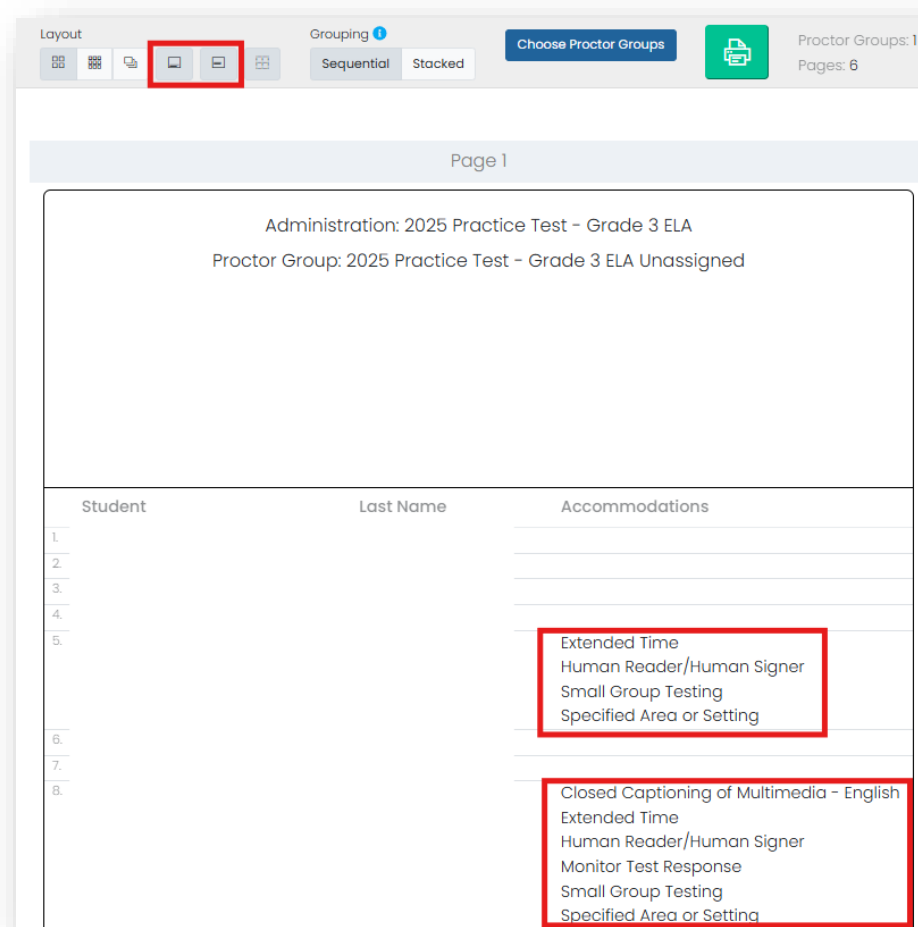 Layout
Grouping
Choose Proctor Groups
Proctor Groups: 1
Sequential Stacked
Pages: 6
Page 1
Administration: 2025 Practice Test - Grade 3 ELA
Proctor Group: 2025 Practice Test - Grade 3 ELA Unassigned
Student Last Name Accommodations
1.
2.
3.
4.
5. Extended Time
Human Reader/Human Signer
Small Group Testing
Specified Area or Setting
6.
7.
8. Closed Captioning of Multimedia - English
Extended Time
Human Reader/Human Signer
Monitor Test Response
Small Group Testing
Specified Area or Setting